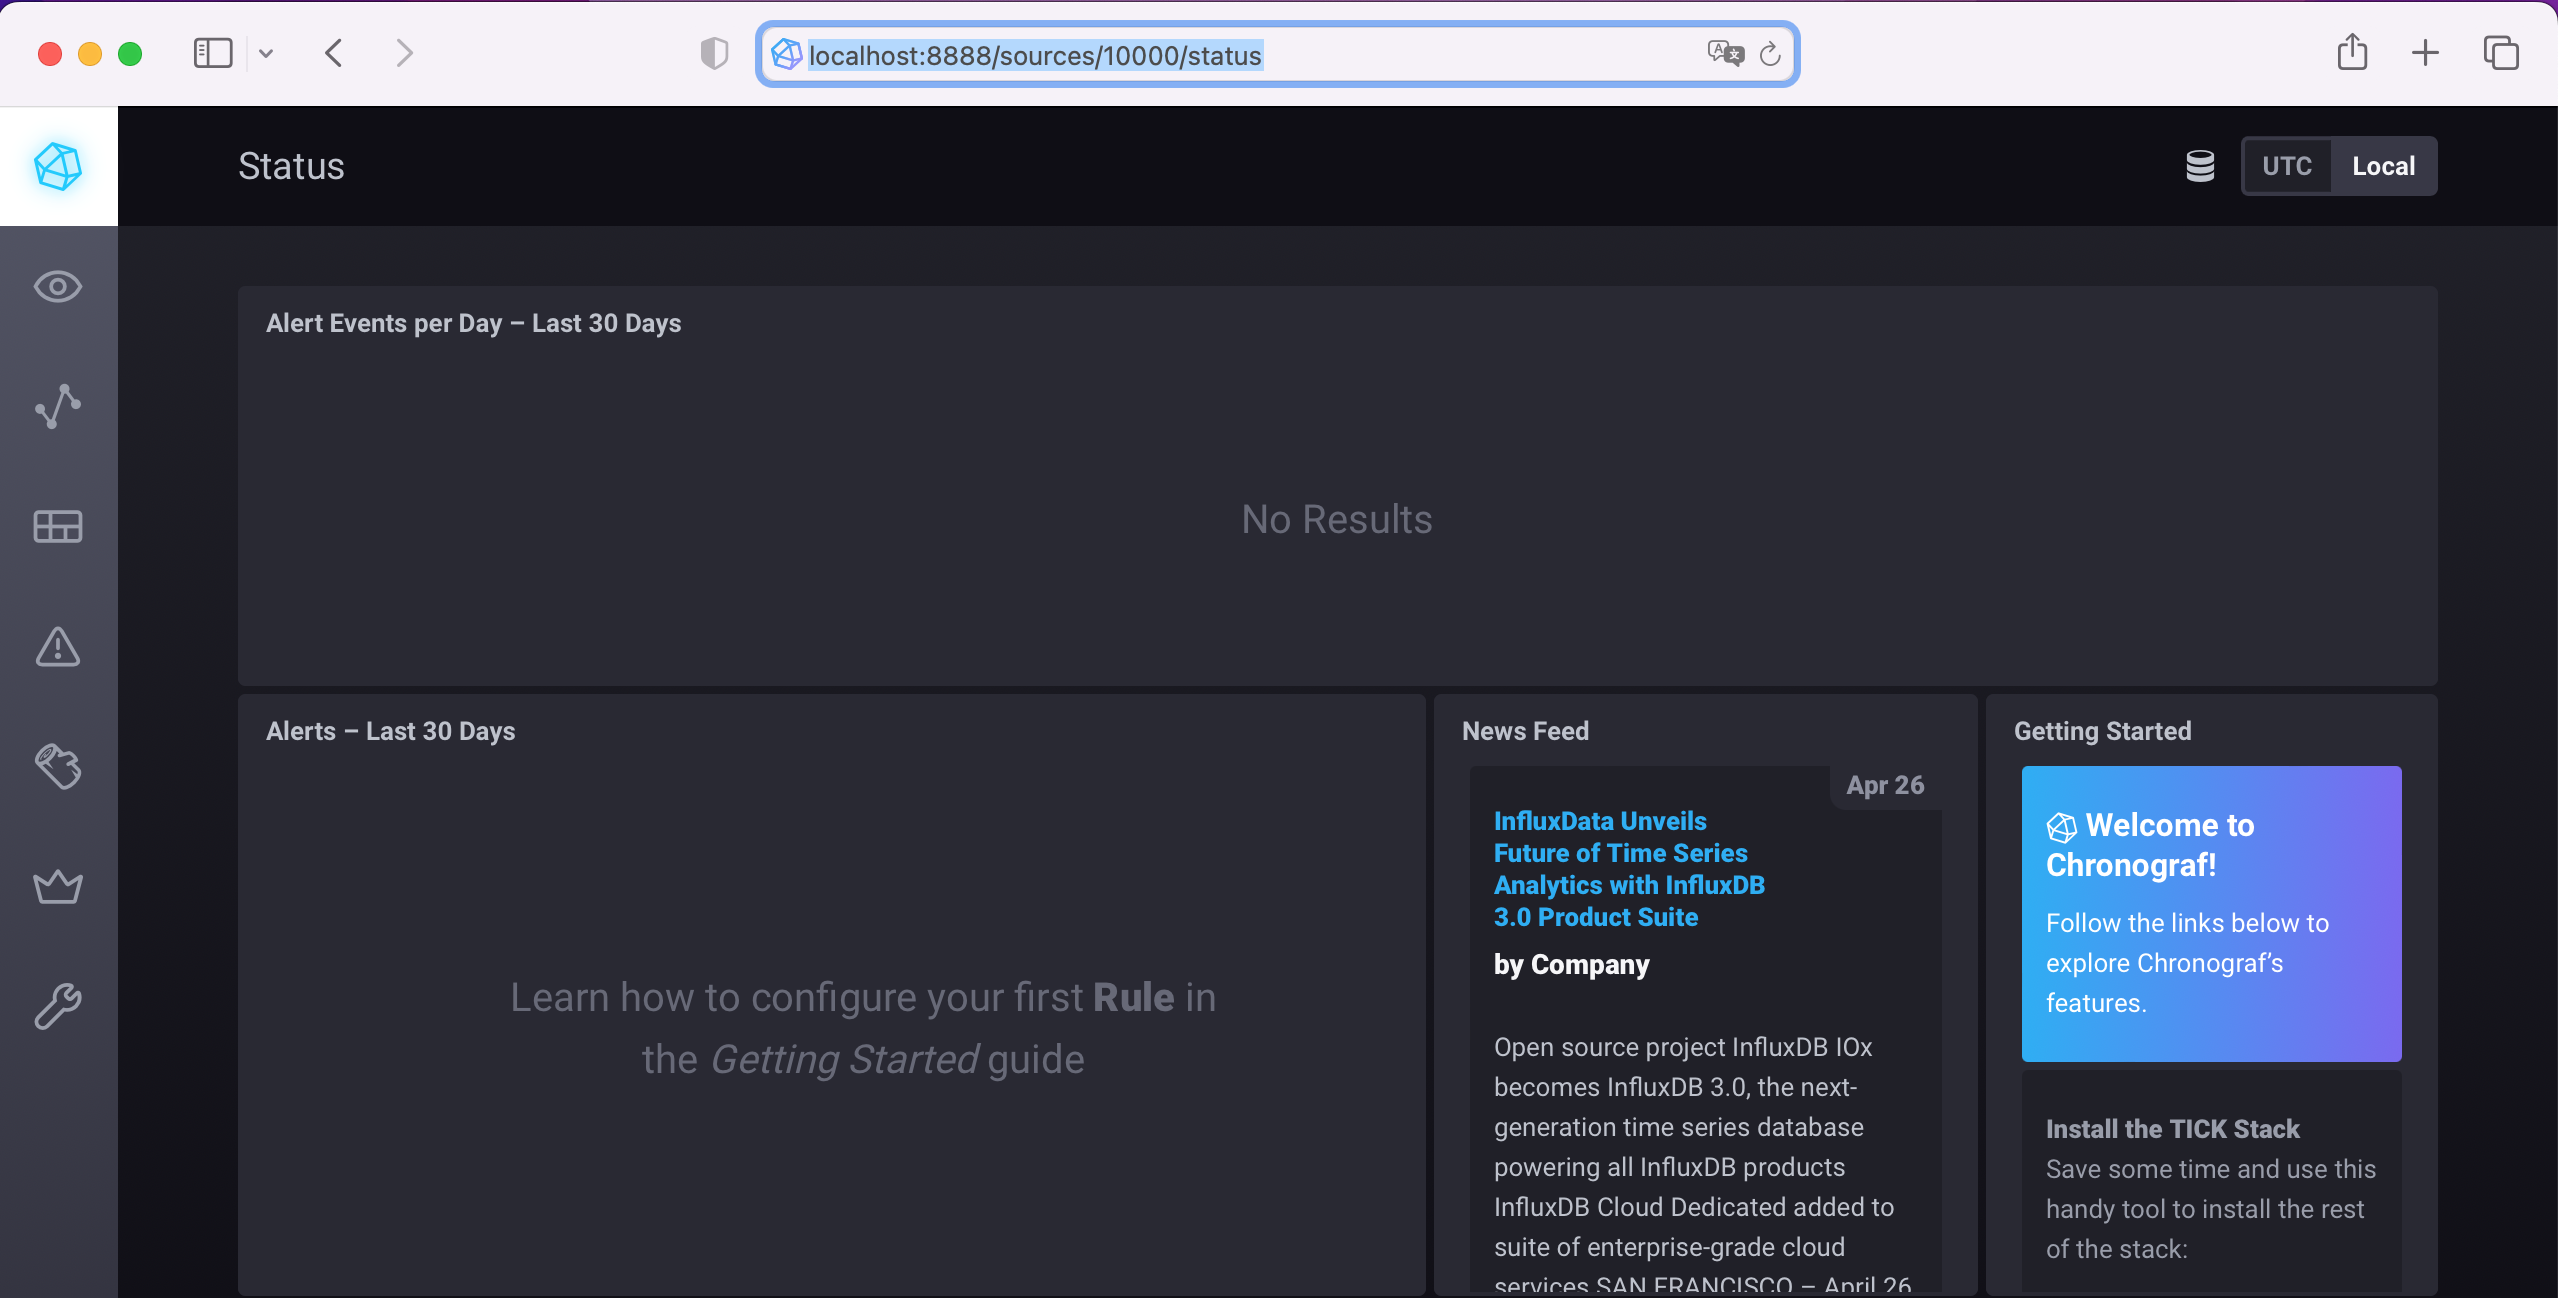 localhost:8888/sources/10000/status
Status
UTC
Local
Alert Events per Day – Last 30 Days
No Results
Alerts – Last 30 Days
Learn how to configure your first Rule in
the Getting Started guide
News Feed
Apr 26
InfluxData Unveils
Future of Time Series
Analytics with InfluxDB
3.0 Product Suite
by Company
Open source project InfluxDB IOx
becomes InfluxDB 3.0, the next-
generation time series database
powering all InfluxDB products
InfluxDB Cloud Dedicated added to
suite of enterprise-grade cloud
services SAN FRANCISCO – April 26
Getting Started
Welcome to
Chronograf!
Follow the links below to
explore Chronograf’s
features.
Install the TICK Stack
Save some time and use this
handy tool to install the rest
of the stack: